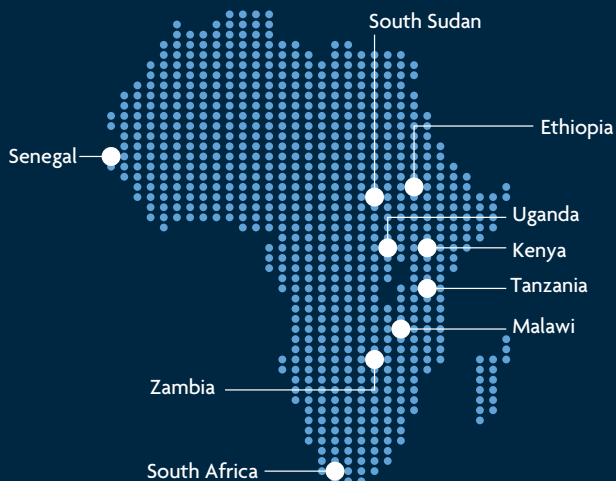 South Sudan
Ethiopia
Senegal
Uganda
Kenya
Tanzania
Malawi
Zambia
South Africa